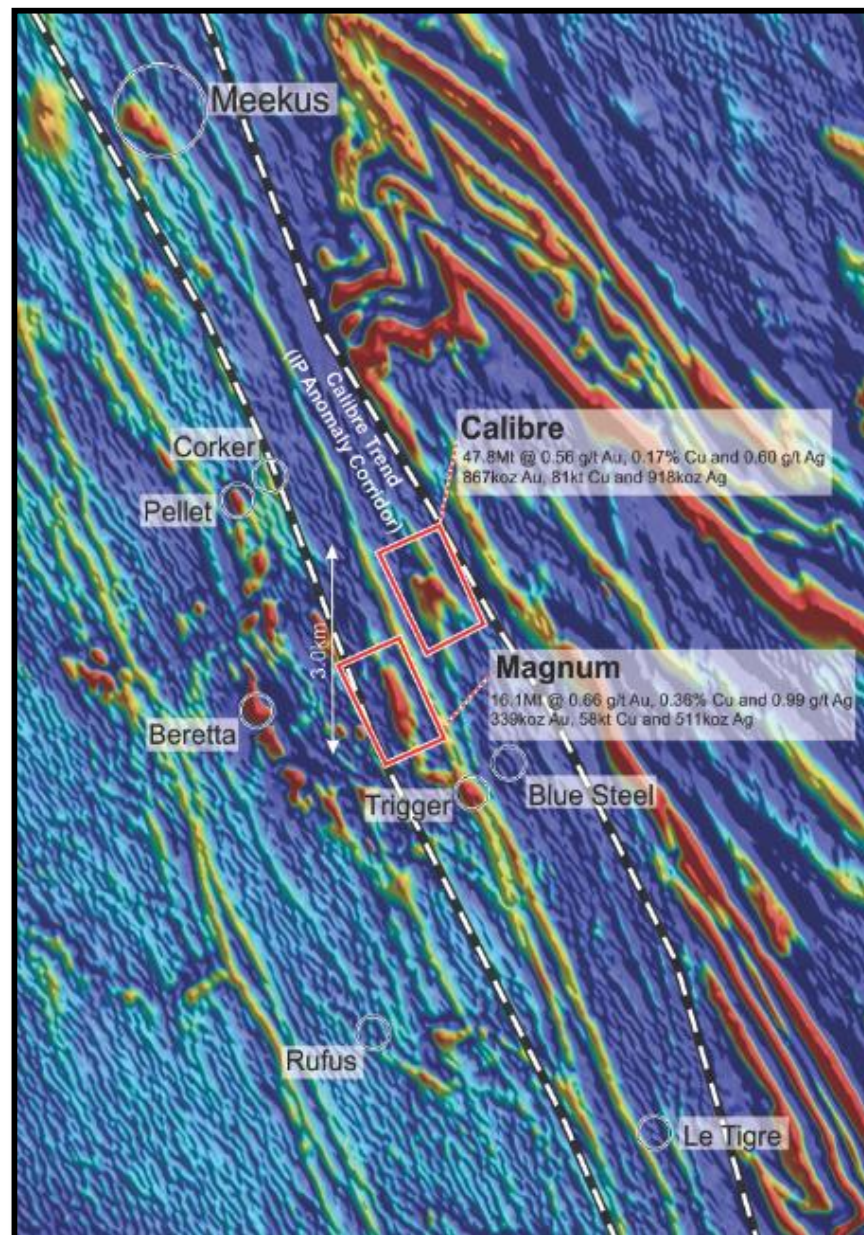 Meekus
Calibre Trend
(IP Anomaly Corridor)
Calibre
47.8Mt @ 0.56 g/t Au, 0.17% Cu and 0.60 g/t Ag
867koz Au, 81kt Cu and 918koz Ag
Corker
Pellet
3.0km
Magnum
16.1Mt @ 0.66 g/t Au, 0.36% Cu and 0.99 g/t Ag
339koz Au, 58kt Cu and 511koz Ag
Beretta
Trigger
Blue Steel
Rufus
Le Tigre